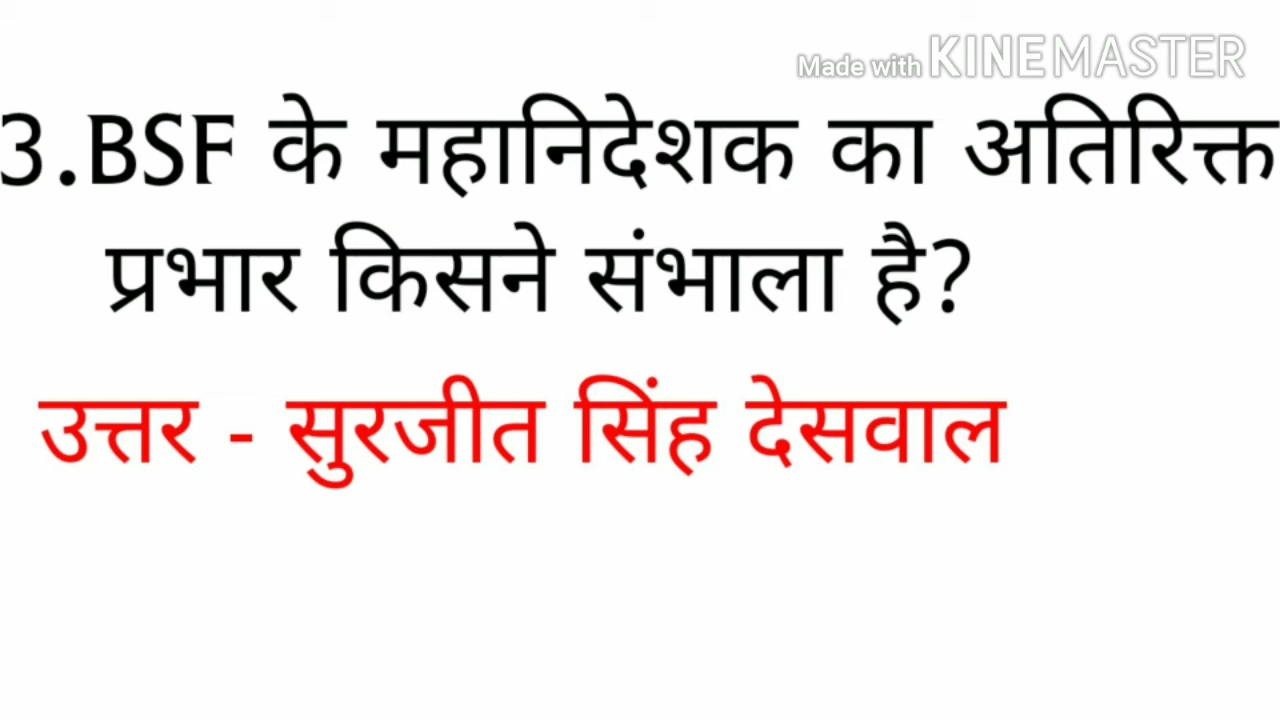 Made with KINEMASTER
3.BSF के महानिदेशक का अतिरिक्त
प्रभार किसने संभाला है?
उत्तर - सुरजीत सिंह देसवाल